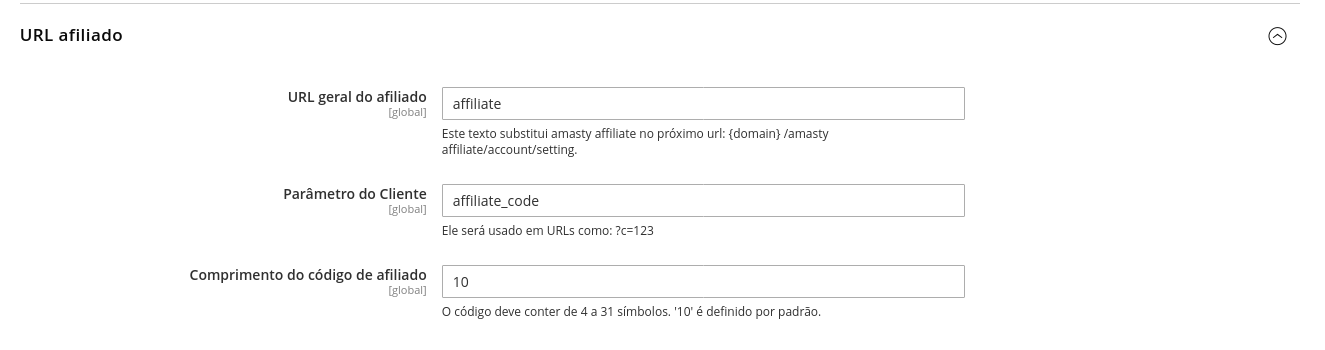 URL afiliado
URL geral do afiliado
[global]
affiliate
Este texto substitui amasty affiliate no próximo url: {domain} /amasty
affiliate/account/setting.
Parâmetro do Cliente
[global]
affiliate_code
Ele será usado em URLs como: ?c=123
Comprimento do código de afiliado
[global]
10
O código deve conter de 4 a 31 símbolos. '10' é definido por padrão.